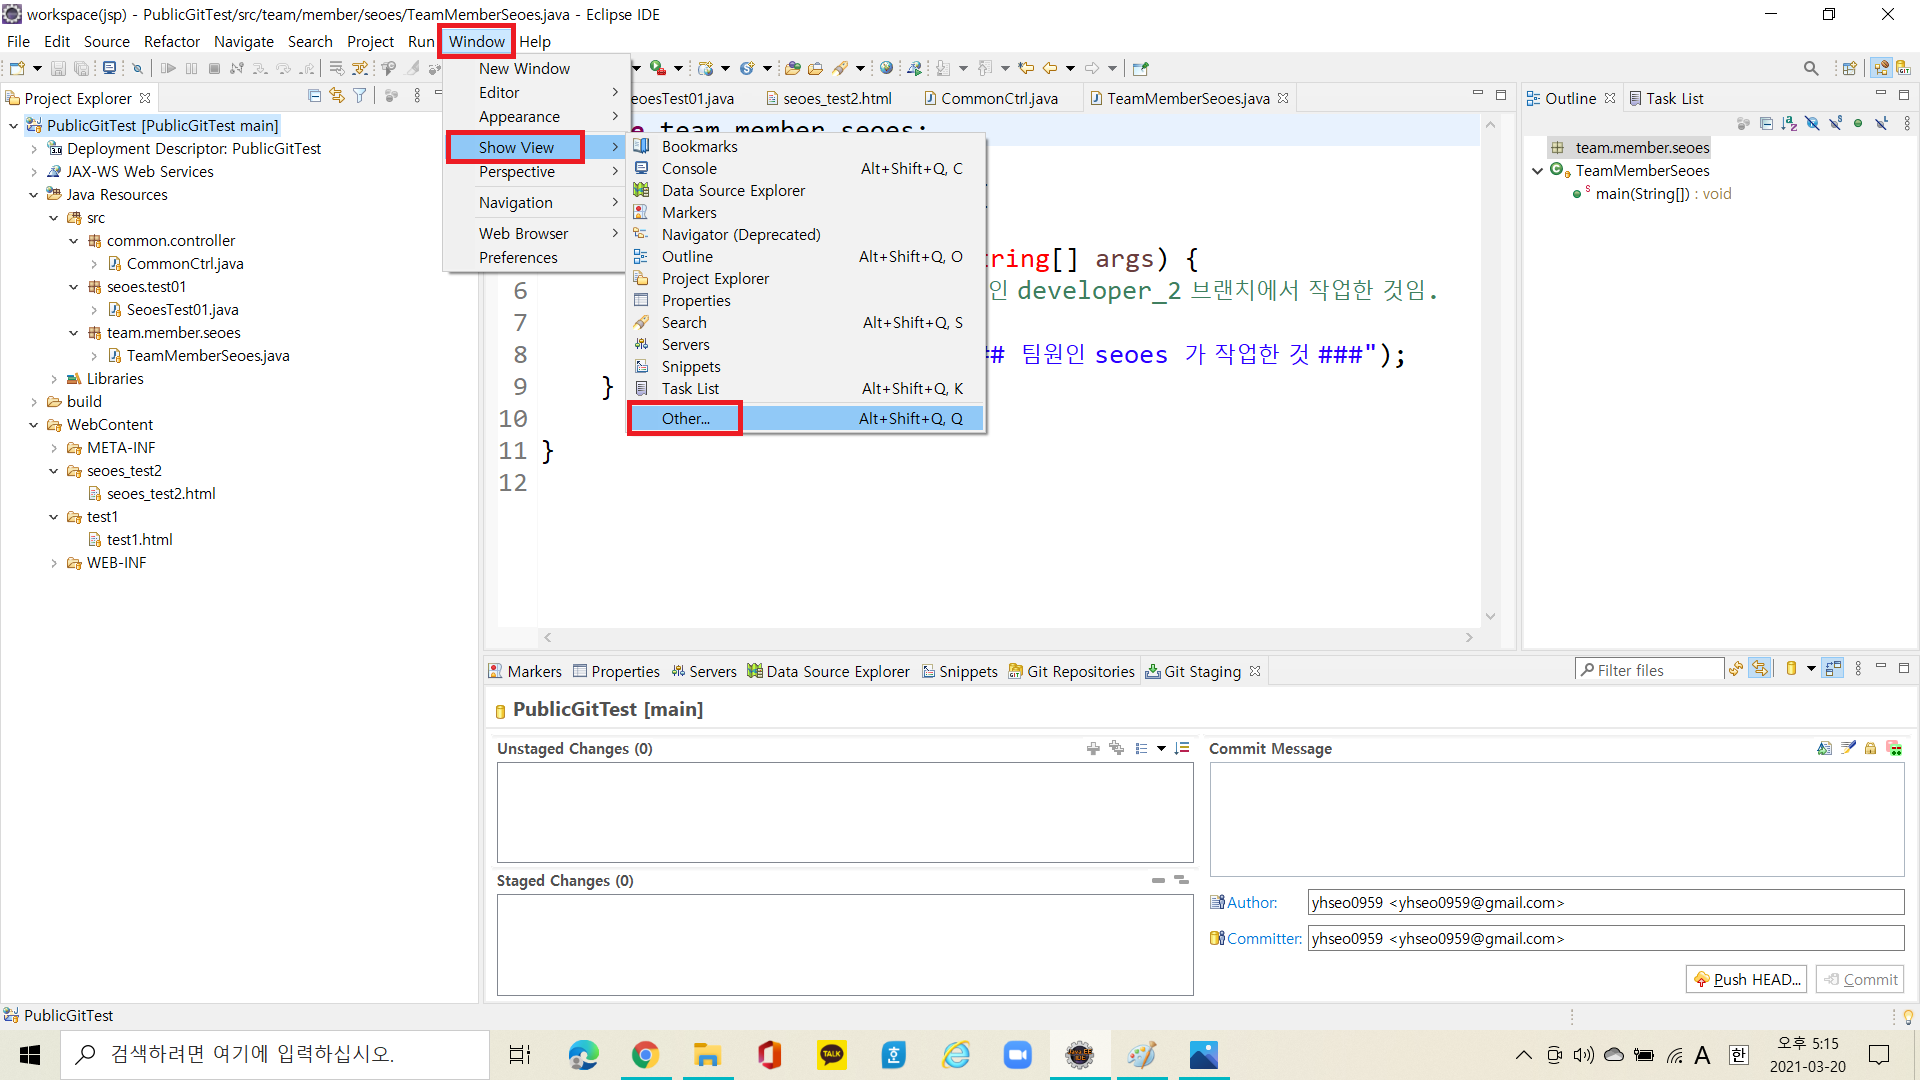 workspace(jsp) - PublicGitTest/src/team/member/seoes/TeamMemberSeoes.java - Eclipse IDE
File Edit Source Refactor Navigate Search Project Run Window Help
Project Explorer
PublicGitTest [PublicGitTest main]
Deployment Descriptor: PublicGitTest
JAX-WS Web Services
Java Resources
src
common.controller
CommonCtrl.java
seoes.test01
SeoesTest01.java
team.member.seoes
TeamMemberSeoes.java
Libraries
build
WebContent
META-INF
seoes_test2
seoes_test2.html
test1
test1.html
WEB-INF
New Window
Editor
Appearance
Show View
Perspective
Navigation
Web Browser
Preferences
Bookmarks
Console Alt+Shift+Q, C
Data Source Explorer
Markers
Navigator (Deprecated)
Outline Alt+Shift+Q, O
Project Explorer
Properties
Search Alt+Shift+Q, S
Servers
Snippets
Task List Alt+Shift+Q, K
Other... Alt+Shift+Q, Q
eoesTest01.java seoes_test2.html CommonCtrl.java TeamMemberSeoes.java
e team.member.seoes;
{
tring[] args) {
6 인 developer_2 브랜치에서 작업한 것임.
7
8 ## 팀원인 seoes 가 작업한 것 ###");
9 }
10
11 }
12
Outline Task List
team.member.seoes
TeamMemberSeoes
main(String[]) : void
Markers Properties Servers Data Source Explorer Snippets Git Repositories Git Staging
Filter files
PublicGitTest [main]
Unstaged Changes (0)
Staged Changes (0)
Commit Message
Author: yhseo0959 <yhseo0959@gmail.com>
Committer: yhseo0959 <yhseo0959@gmail.com>
Push HEAD... Commit
PublicGitTest
검색하려면 여기에 입력하십시오.
TALK
A 한
오후 5:15
2021-03-20